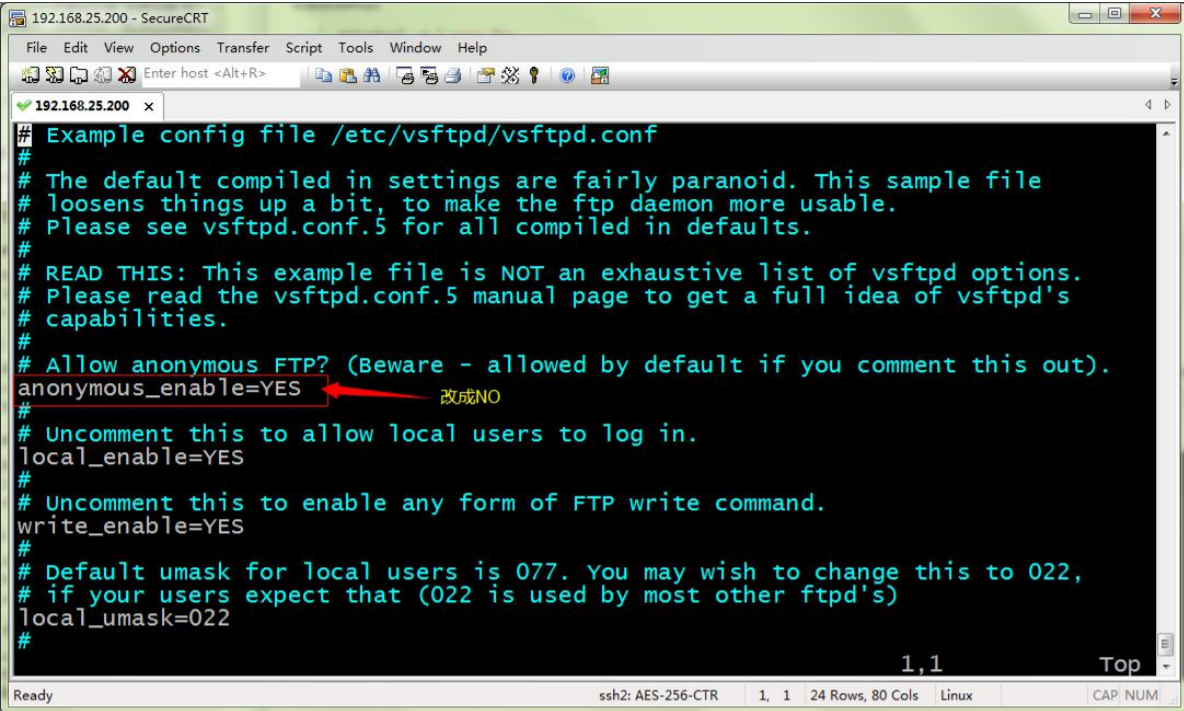 192.168.25.200 - SecureCRT
File Edit View Options Transfer Script Tools Window Help
Enter host <Alt+R>
192.168.25.200 x
# Example config file /etc/vsftpd/vsftpd.conf
#
# The default compiled in settings are fairly paranoid. This sample file
# loosens things up a bit, to make the ftp daemon more usable.
# Please see vsftpd.conf.5 for all compiled in defaults.
#
# READ THIS: This example file is NOT an exhaustive list of vsftpd options.
# Please read the vsftpd.conf.5 manual page to get a full idea of vsftpd's
# capabilities.
#
# Allow anonymous FTP? (Beware - allowed by default if you comment this out).
anonymous_enable=YES 改成NO
#
# Uncomment this to allow local users to log in.
local_enable=YES
#
# Uncomment this to enable any form of FTP write command.
write_enable=YES
#
# Default umask for local users is 077. You may wish to change this to 022,
# if your users expect that (022 is used by most other ftpd's)
local_umask=022
#
1,1 Top
Ready ssh2: AES-256-CTR 1, 1 24 Rows, 80 Cols Linux CAP NUM